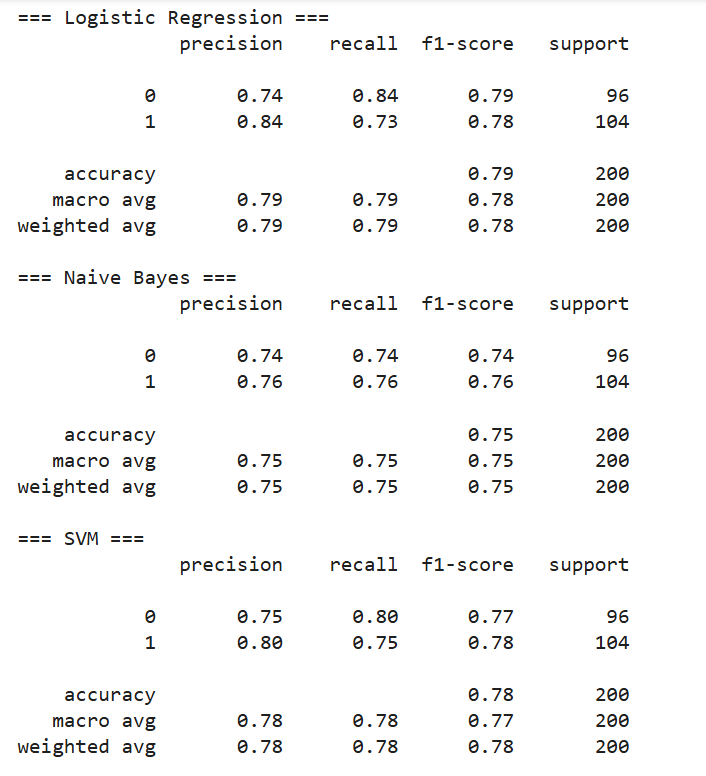 === Logistic Regression ===
precision recall f1-score support
0 0.74 0.84 0.79 96
1 0.84 0.73 0.78 104
accuracy 0.79 200
macro avg 0.79 0.79 0.78 200
weighted avg 0.79 0.79 0.78 200
=== Naive Bayes ===
precision recall f1-score support
0 0.74 0.74 0.74 96
1 0.76 0.76 0.76 104
accuracy 0.75 200
macro avg 0.75 0.75 0.75 200
weighted avg 0.75 0.75 0.75 200
=== SVM ===
precision recall f1-score support
0 0.75 0.80 0.77 96
1 0.80 0.75 0.78 104
accuracy 0.78 200
macro avg 0.78 0.78 0.77 200
weighted avg 0.78 0.78 0.78 200